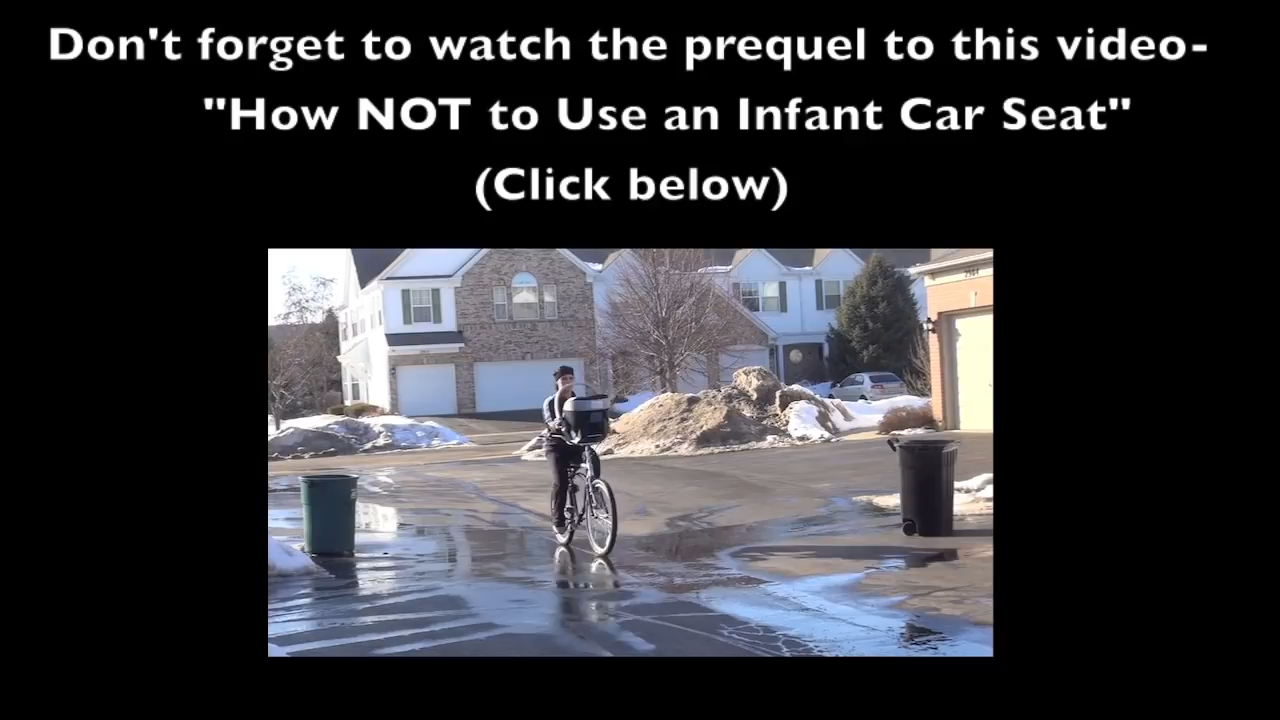 Don't forget to watch the prequel to this video-
"How NOT to Use an Infant Car Seat"
(Click below)